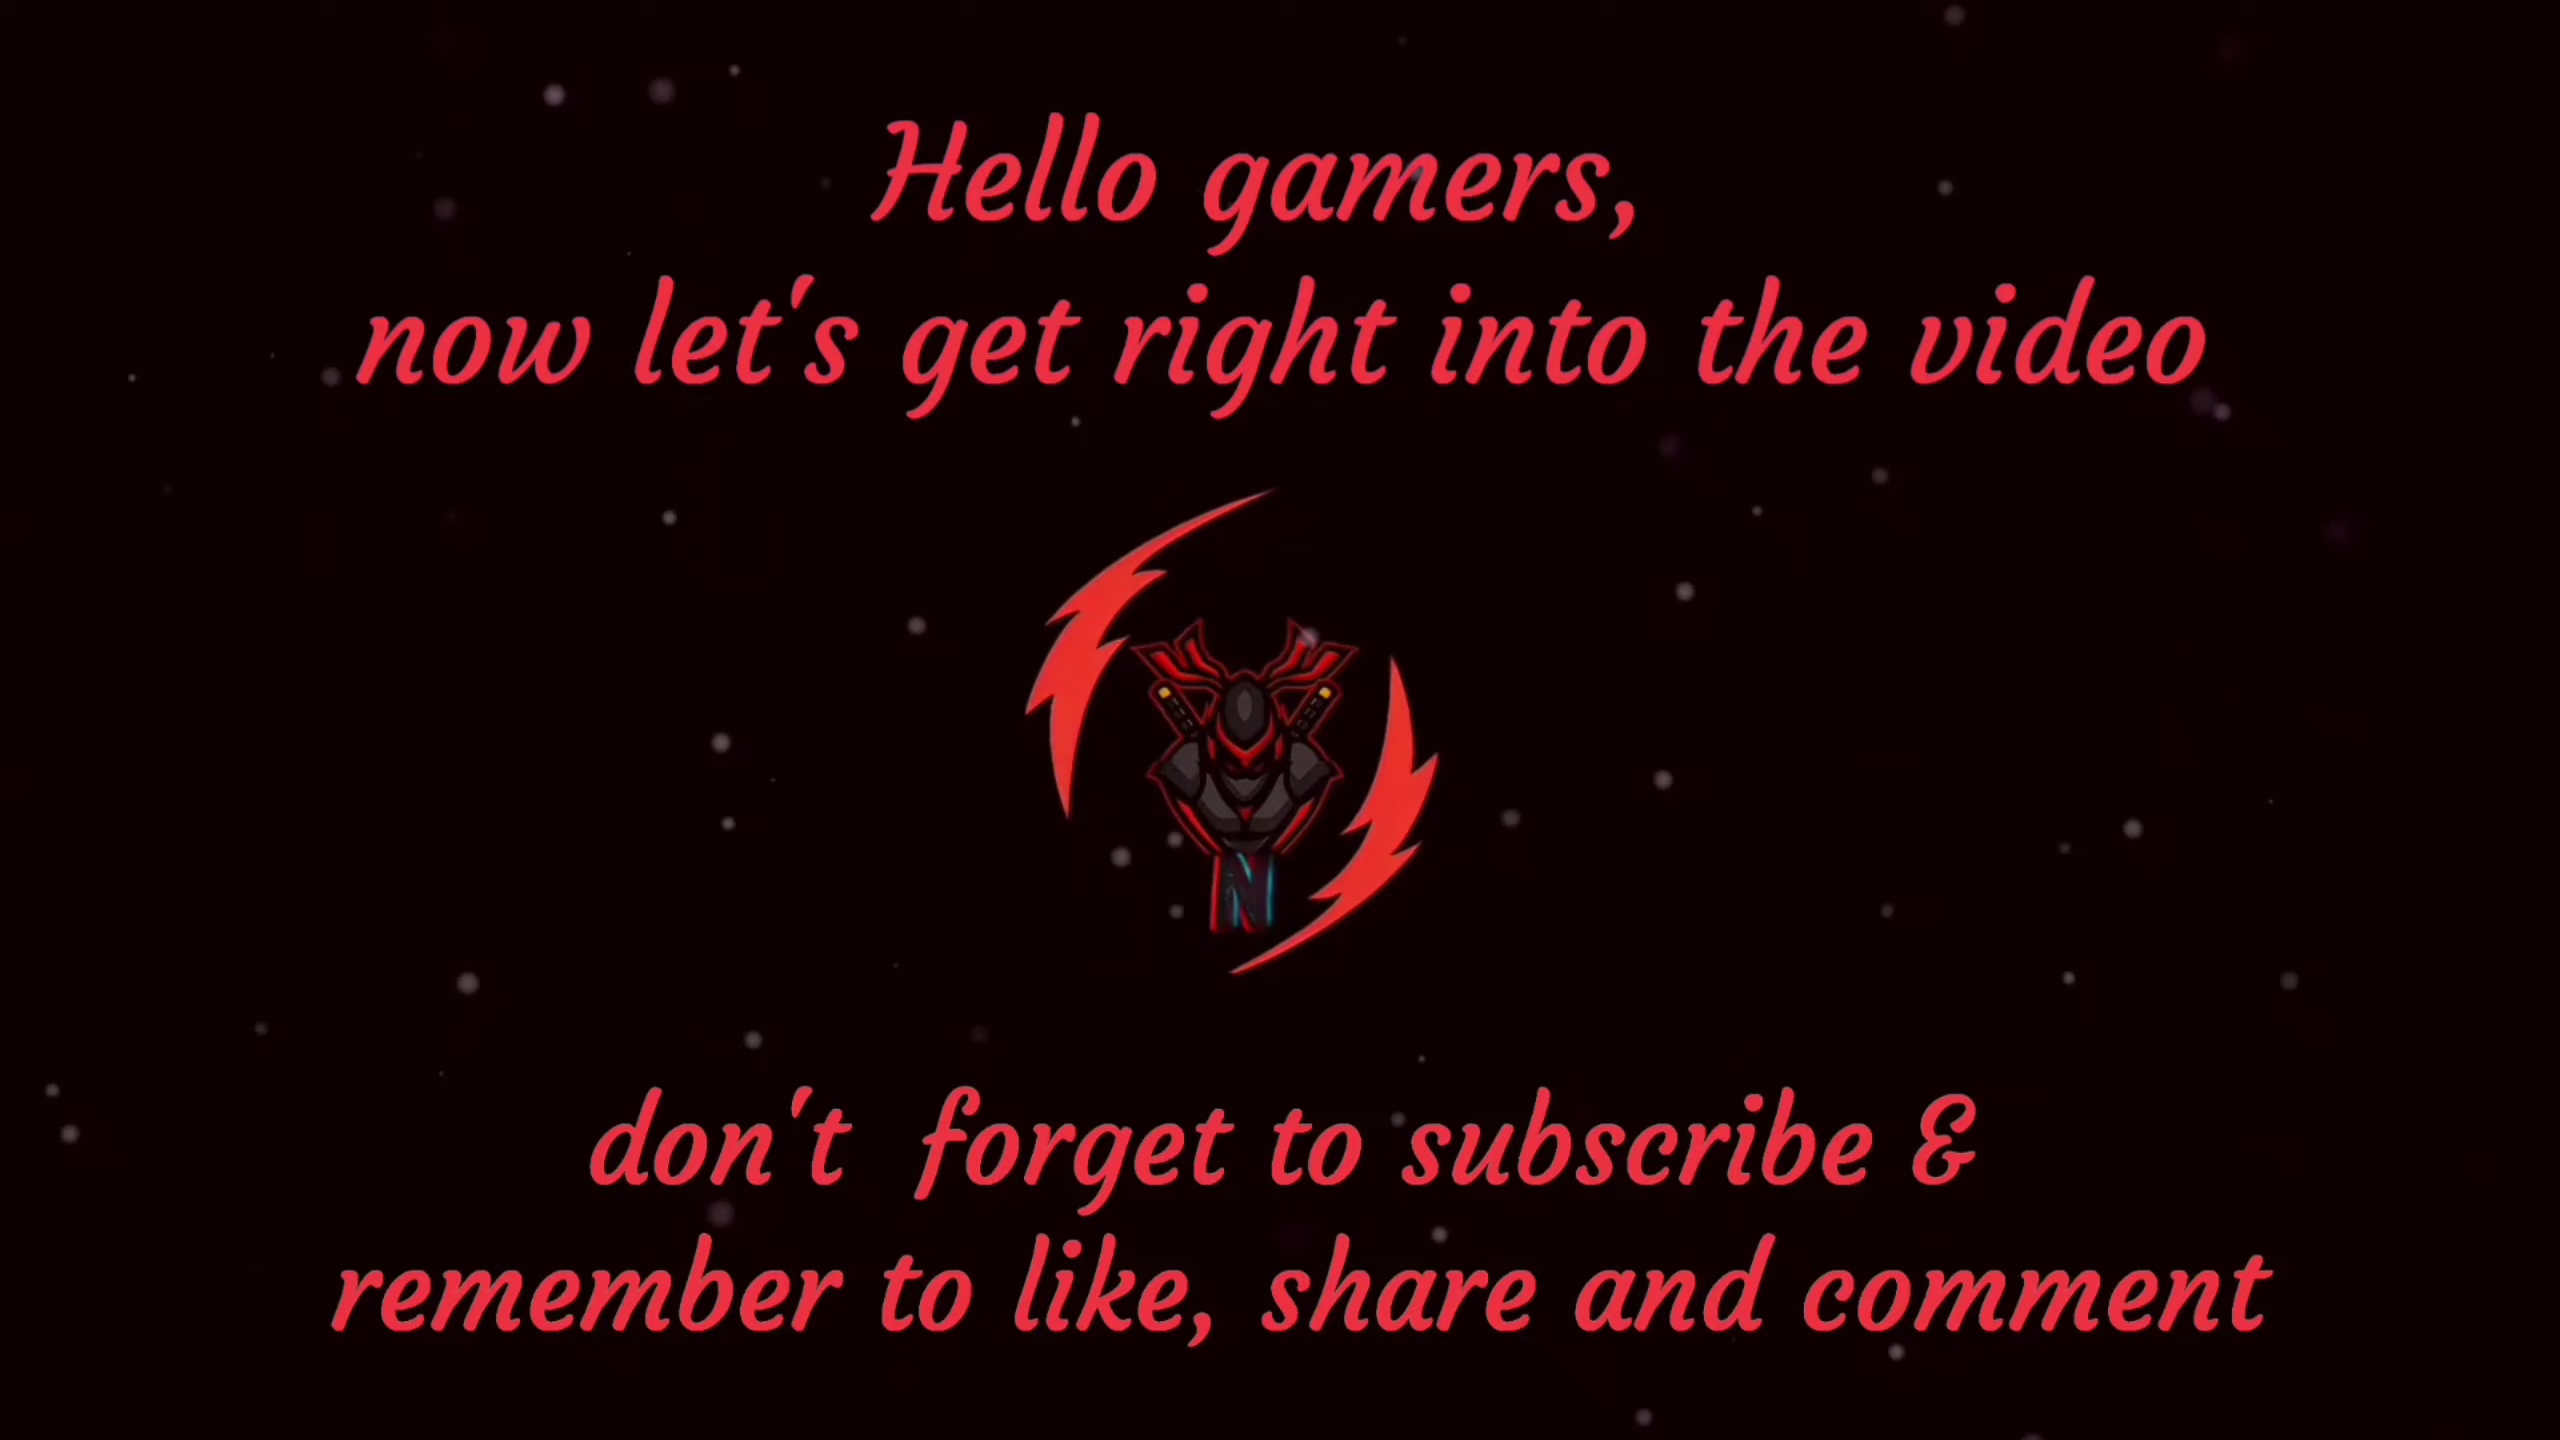 Hello gamers,
now let's get right into the video
N
don't forget to subscribe &
remember to like, share and comment